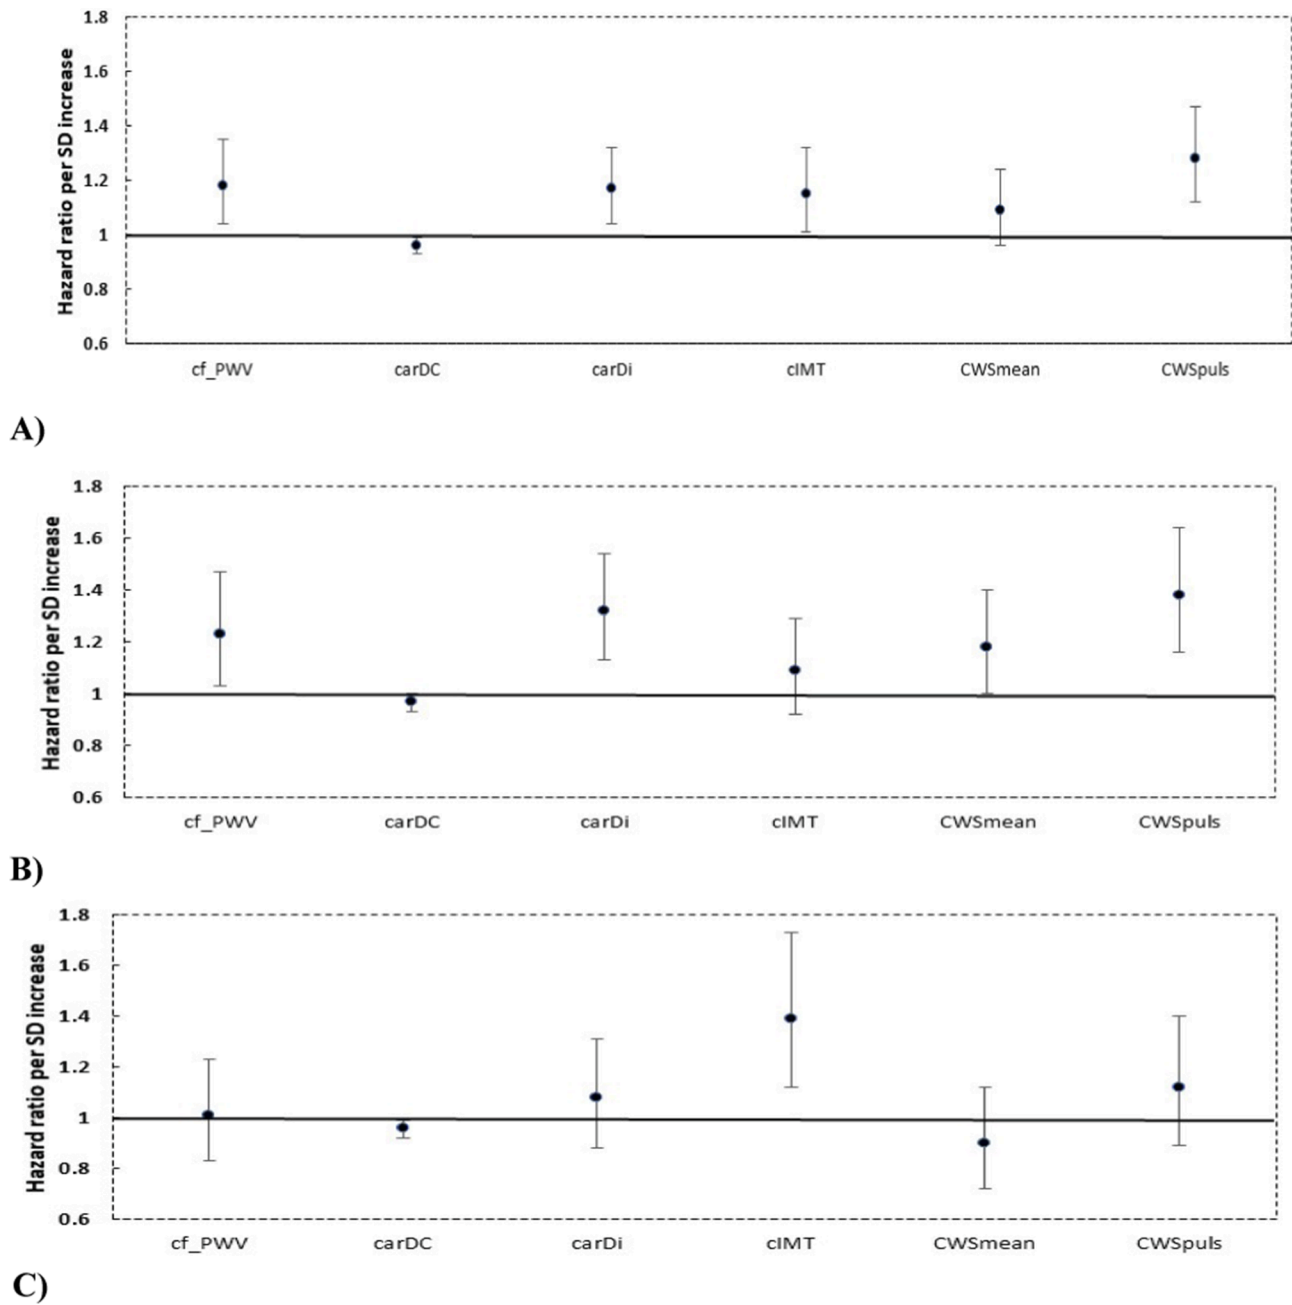 Hazard ratio per SD increase
1.8
1.6
1.4
1.2
1
0.8
0.6
cf_PWV carDC carDi cIMT CWSmean CWSpuls
A)
Hazard ratio per SD increase
1.8
1.6
1.4
1.2
1
0.8
0.6
cf_PWV carDC carDi cIMT CWSmean CWSpuls
B)
Hazard ratio per SD increase
1.8
1.6
1.4
1.2
1
0.8
0.6
cf_PWV carDC carDi cIMT CWSmean CWSpuls
C)